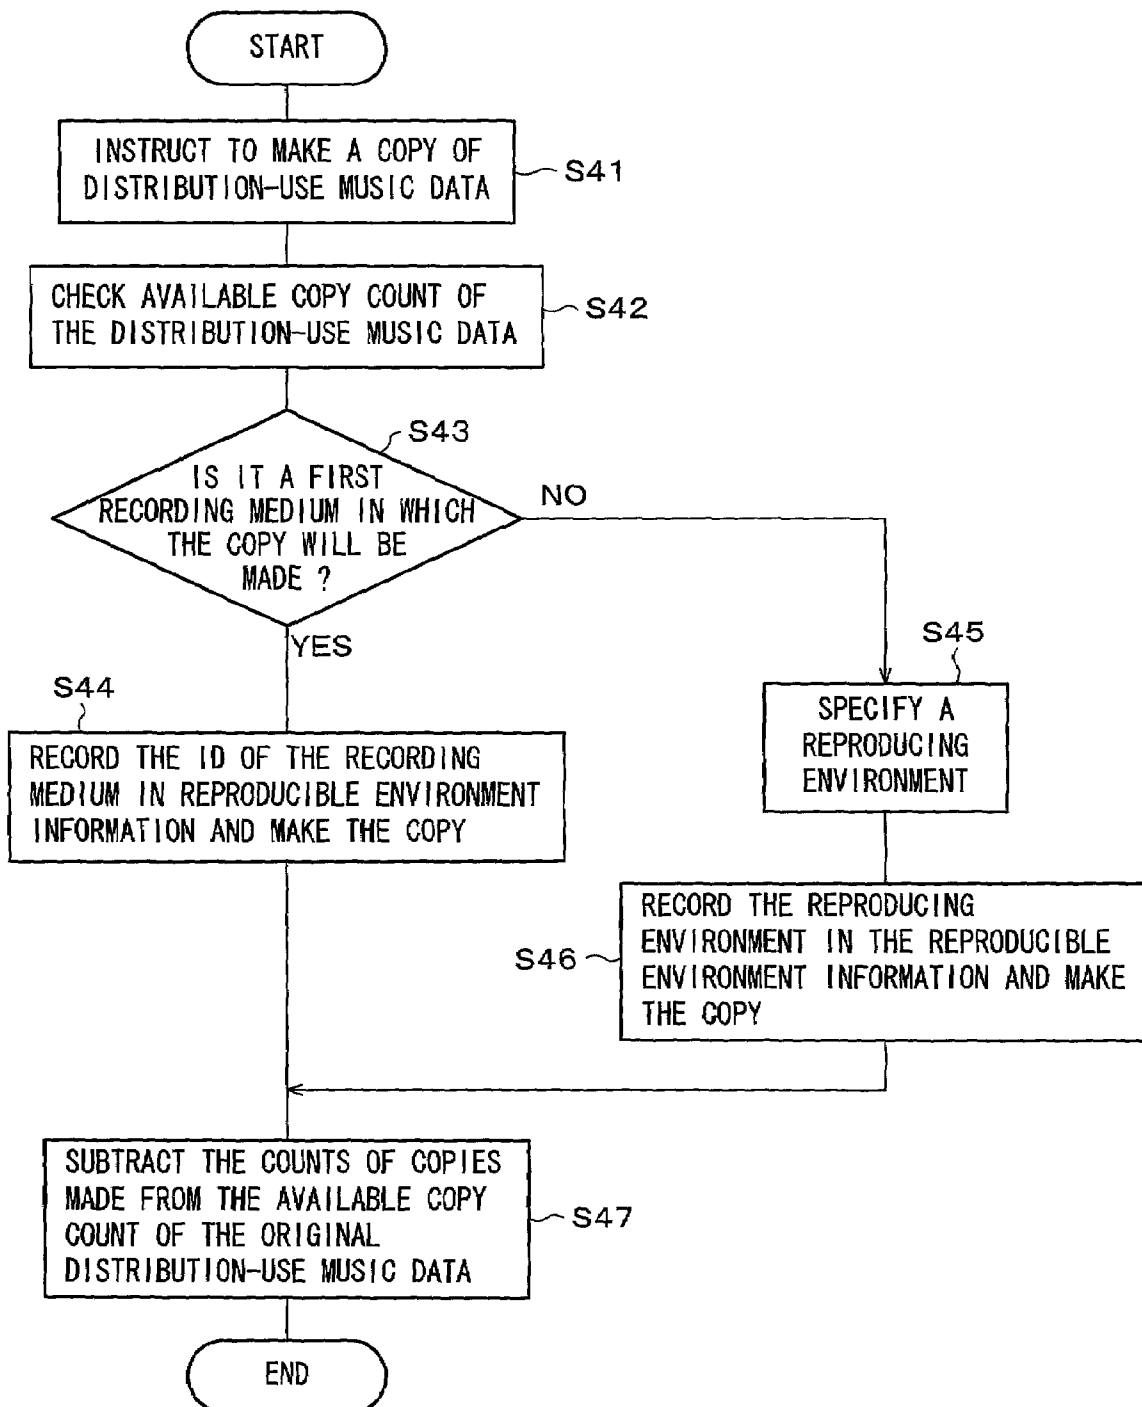 START
INSTRUCT TO MAKE A COPY OF
DISTRIBUTION-USE MUSIC DATA
S41
CHECK AVAILABLE COPY COUNT OF
THE DISTRIBUTION-USE MUSIC DATA
S42
S43
IS IT A FIRST
RECORDING MEDIUM IN WHICH
THE COPY WILL BE
MADE ?
NO
YES
S44
RECORD THE ID OF THE RECORDING
MEDIUM IN REPRODUCIBLE ENVIRONMENT
INFORMATION AND MAKE THE COPY
S45
SPECIFY A
REPRODUCING
ENVIRONMENT
S46
RECORD THE REPRODUCING
ENVIRONMENT IN THE REPRODUCIBLE
ENVIRONMENT INFORMATION AND MAKE
THE COPY
SUBTRACT THE COUNTS OF COPIES
MADE FROM THE AVAILABLE COPY
COUNT OF THE ORIGINAL
DISTRIBUTION-USE MUSIC DATA
S47
END